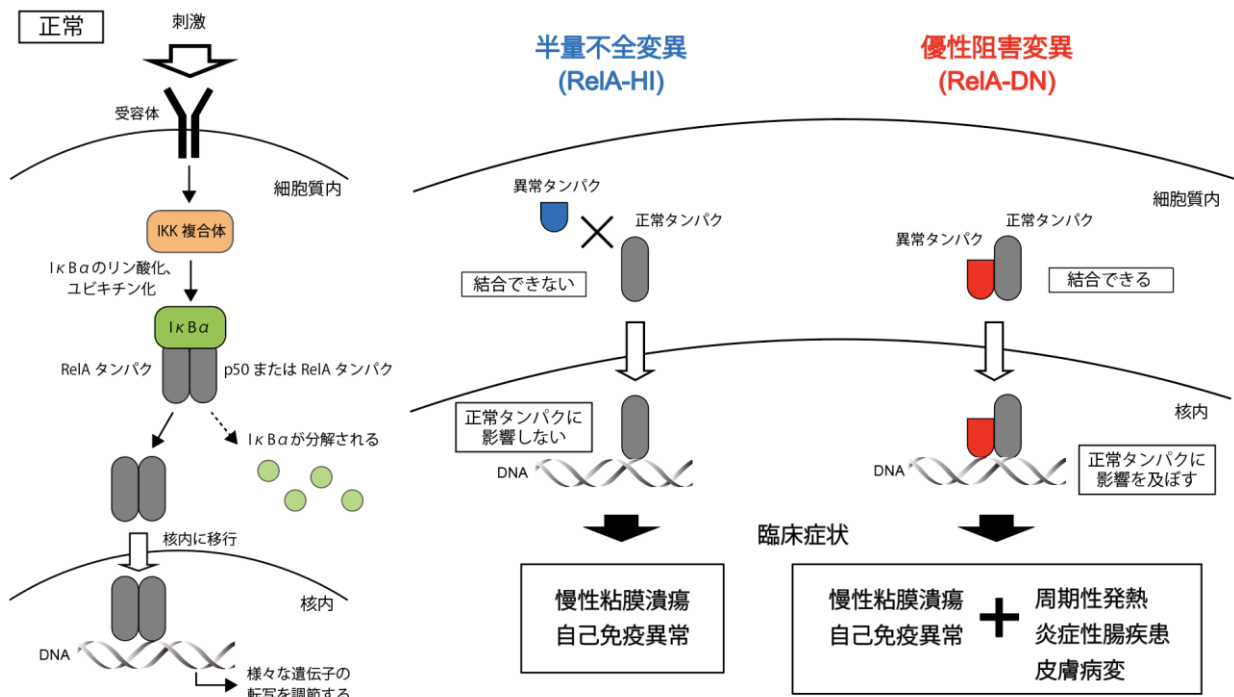 正常
刺激
受容体
細胞質内
IKK 複合体
IκBαのリン酸化、
ユビキチン化
IκBα
RelA タンパク
p50 または RelA タンパク
IκBαが分解される
核内に移行
核内
DNA
様々な遺伝子の
転写を調節する
半量不全変異
(RelA-HI)
異常タンパク
正常タンパク
結合できない
正常タンパクに
影響しない
DNA
優性阻害変異
(RelA-DN)
細胞質内
正常タンパク
異常タンパク
結合できる
核内
DNA
正常タンパクに
影響を及ぼす
臨床症状
慢性粘膜潰瘍
自己免疫異常
慢性粘膜潰瘍
自己免疫異常
+
周期性発熱
炎症性腸疾患
皮膚病変